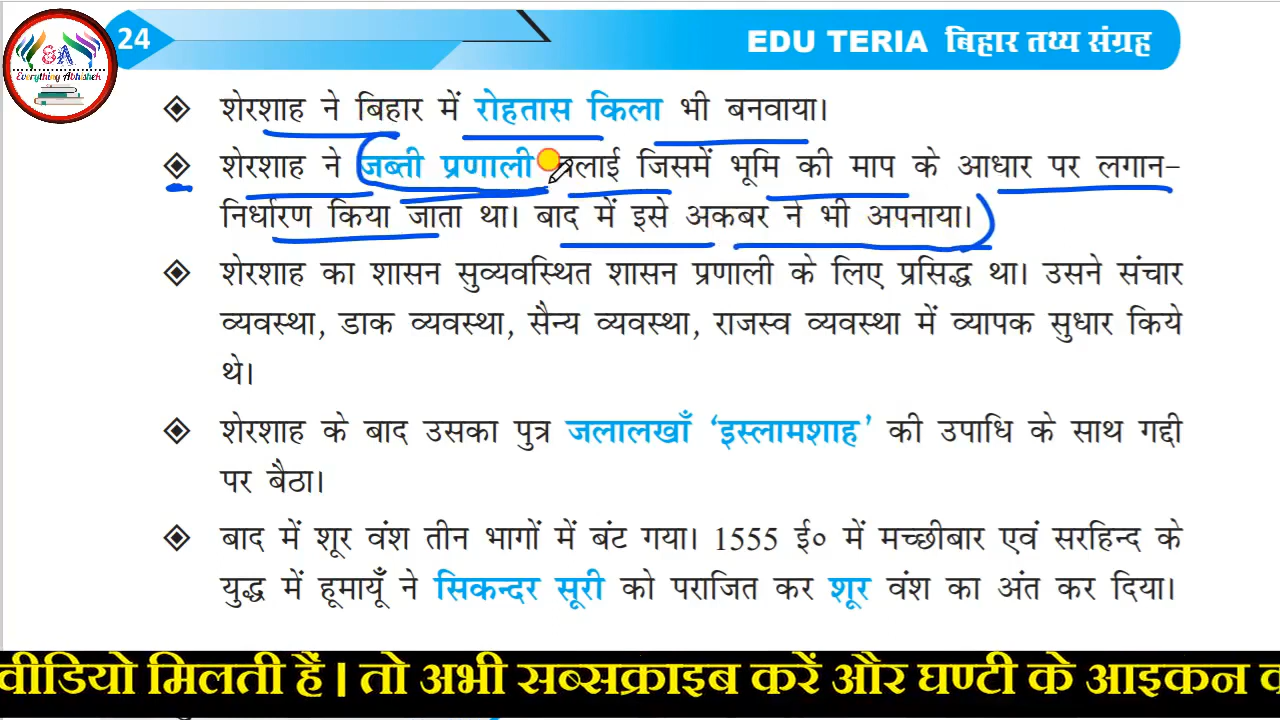 &A
Everything Abhishek
24
EDU TERIA बिहार तथ्य संग्रह
शेरशाह ने बिहार में रोहतास किला भी बनवाया।
शेरशाह ने जब्ती प्रणाली जिसमें भूमि की माप के आधार पर लगान-
निर्धारण किया जाता था। बाद में इसे अकबर ने भी अपनाया।
शेरशाह का शासन सुव्यवस्थित शासन प्रणाली के लिए प्रसिद्ध था। उसने संचार
व्यवस्था, डाक व्यवस्था, सैन्य व्यवस्था, राजस्व व्यवस्था में व्यापक सुधार किये
थे।
शेरशाह के बाद उसका पुत्र जलालखाँ ‘इस्लामशाह’ की उपाधि के साथ गद्दी
पर बैठा।
बाद में शूर वंश तीन भागों में बंट गया। 1555 ई० में मच्छीबार एवं सरहिन्द के
युद्ध में हूमायूँ ने सिकन्दर सूरी को पराजित कर शूर वंश का अंत कर दिया।
वीडियो मिलती हैं। तो अभी सब्सक्राइब करें और घण्टी के आइकन